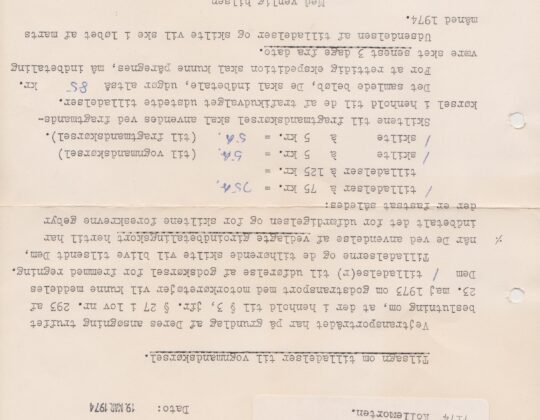 Kollemorten.
Dato: 19. MAR. 1974
Tilsagn om tilladelser til vognmandskørsel
Vejtransportrådet har på grundlag af Deres ansøgning truffet
beslutning om, at der i henhold til § 3, jfr. § 27 i lov nr. 293 af
23. maj 1973 om godstransport med motorkøretøjer vil kunne meddeles
Dem / tilladelse(r) til udførelse af godskørsel for fremmed regning.
Tilladelserne og de tilhørende skilte vil blive tilsendt Dem,
når De ved anvendelse af vedlagte giroindbetalingskort hertil har
indbetalt det for udfærdigelsen og for skiltene foreskrevne gebyr
der er fastsat således:
/ tilladelser à 75 kr. = 75,-
tilladelser à 125 kr. =
/ skilte à 5 kr. = 5,- (til vognmandskørsel)
/ skilte à 5 kr. = 5,- (til fragtmandskørsel).
Skiltene til fragtmandskørsel skal anvendes ved fragtmands-
kørsel i henhold til de af trafikudvalget udstedte tilladelser.
Det samlede beløb, De skal indbetale, udgør altså 85 kr.
For at rettidig ekspedition skal kunne påregnes, må indbetaling
være sket senest 3 dage fra dato.
Udsendelsen af tilladelser og skilte vil ske i løbet af marts
måned 1974.
Med venlig hilsen